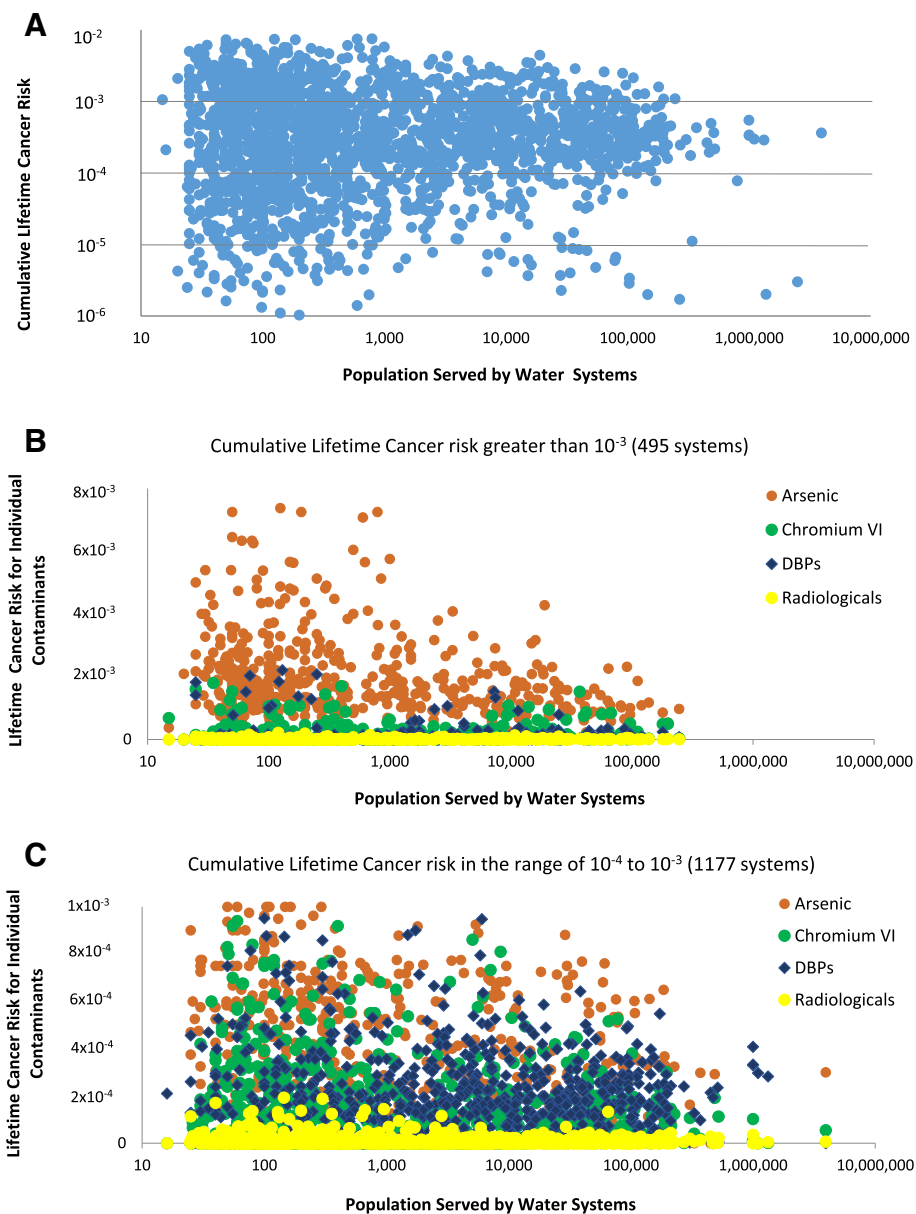 A
Cumulative LIfetime Cancer Risk
10-2
10-3
10-4
10-5
10-6
10 100 1,000 10,000 100,000 1,000,000 10,000,000
Population Served by Water Systems
B
Cumulative Lifetime Cancer risk greater than 10-3 (495 systems)
Lifetime Cancer Risk for Individual
Contaminants
8x10-3
6x10-3
4x10-3
2x10-3
0
Arsenic
Chromium VI
DBPs
Radiologicals
10 100 1,000 10,000 100,000 1,000,000 10,000,000
Population Served by Water Systems
C
Cumulative Lifetime Cancer risk in the range of 10-4 to 10-3 (1177 systems)
Lifetime Cancer Risk for Individual
Contaminants
1x10-3
8x10-4
6x10-4
4x10-4
2x10-4
0
Arsenic
Chromium VI
DBPs
Radiologicals
10 100 1,000 10,000 100,000 1,000,000 10,000,000
Population Served by Water Systems